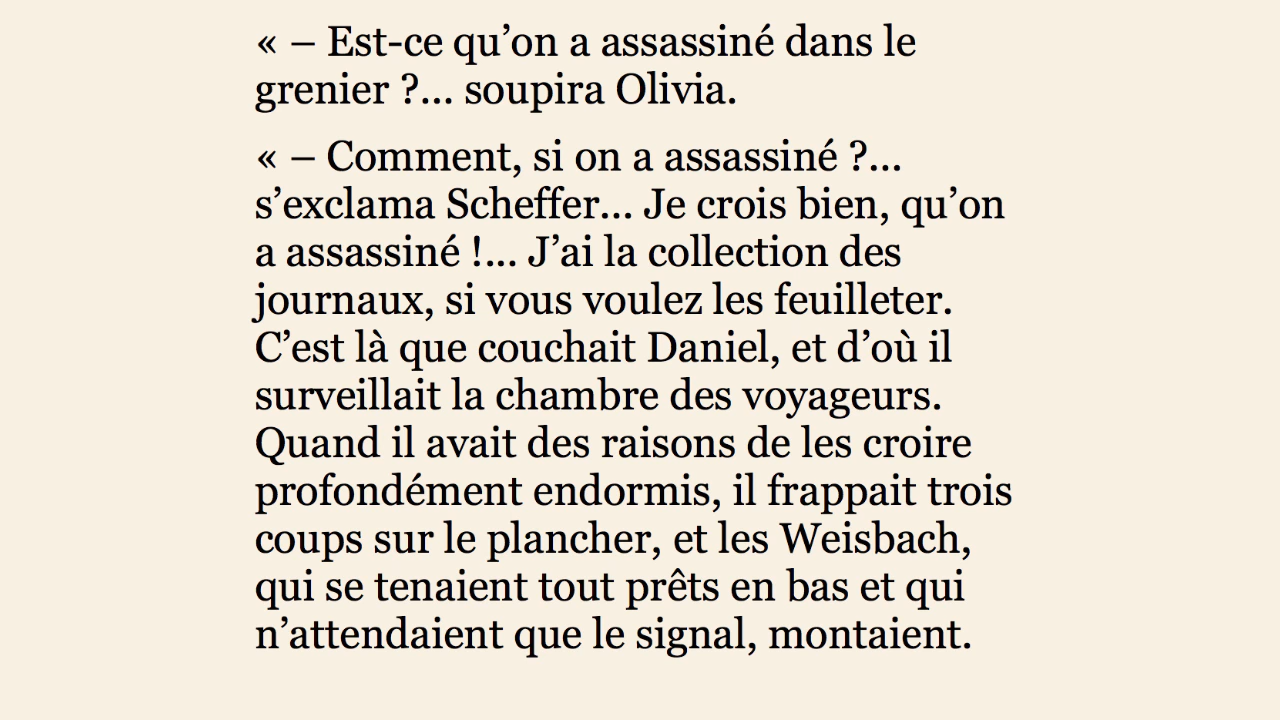 « – Est-ce qu’on a assassiné dans le
grenier ?… soupira Olivia.
« – Comment, si on a assassiné ?…
s’exclama Scheffer… Je crois bien, qu’on
a assassiné !… J’ai la collection des
journaux, si vous voulez les feuilleter.
C’est là que couchait Daniel, et d’où il
surveillait la chambre des voyageurs.
Quand il avait des raisons de les croire
profondément endormis, il frappait trois
coups sur le plancher, et les Weisbach,
qui se tenaient tout prêts en bas et qui
n’attendaient que le signal, montaient.